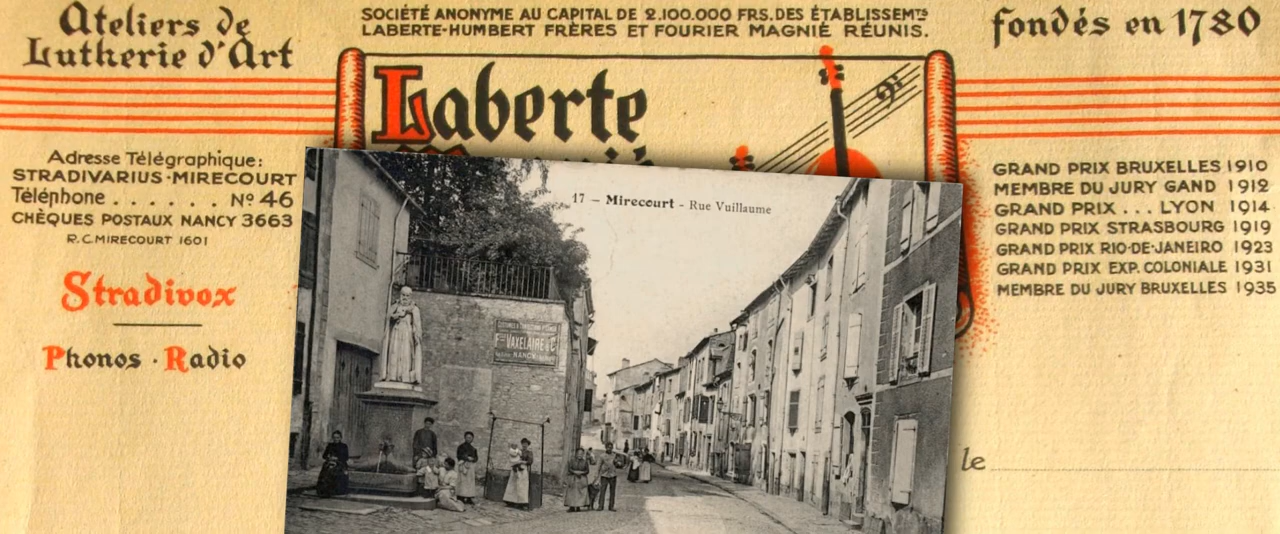 Ateliers de
Lutherie d'Art
Adresse Télégraphique:
STRADIVARIUS-MIRECOURT
Téléphone . . . . . . Nº 46
CHÈQUES POSTAUX NANCY 3663
R.C. MIRECOURT 1601
Stradivox
Phonos · Radio
SOCIÉTÉ ANONYME AU CAPITAL DE 2.100.000 FRS. DES ÉTABLISSEMTS
LABERTE-HUMBERT FRÈRES ET FOURIER MAGNIÉ RÉUNIS.
Laberte
fondés en 1780
GRAND PRIX BRUXELLES 1910
MEMBRE DU JURY GAND 1912
GRAND PRIX . . . LYON 1914
GRAND PRIX STRASBOURG 1919
GRAND PRIX RIO-DE-JANEIRO 1923
GRAND PRIX EXP. COLONIALE 1931
MEMBRE DU JURY BRUXELLES 1935
le
17 – Mirecourt - Rue Vuillaume
VAXELAIRE & Cie
NANCY